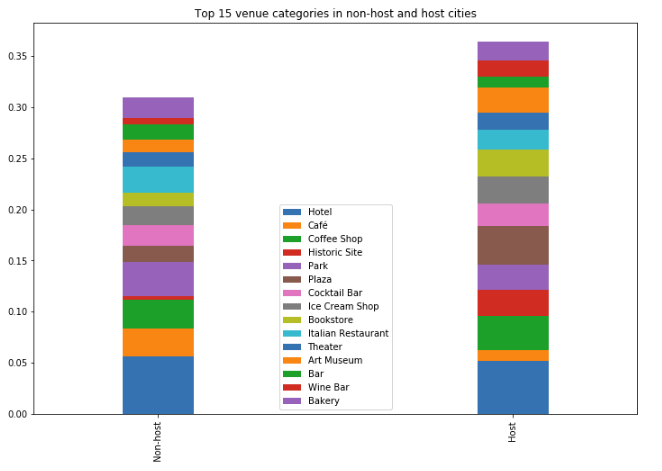 Top 15 venue categories in non-host and host cities
0.35
0.30
0.25
0.20
0.15
0.10
0.05
0.00
Hotel
Café
Coffee Shop
Historic Site
Park
Plaza
Cocktail Bar
Ice Cream Shop
Bookstore
Italian Restaurant
Theater
Art Museum
Bar
Wine Bar
Bakery
Non-host
Host